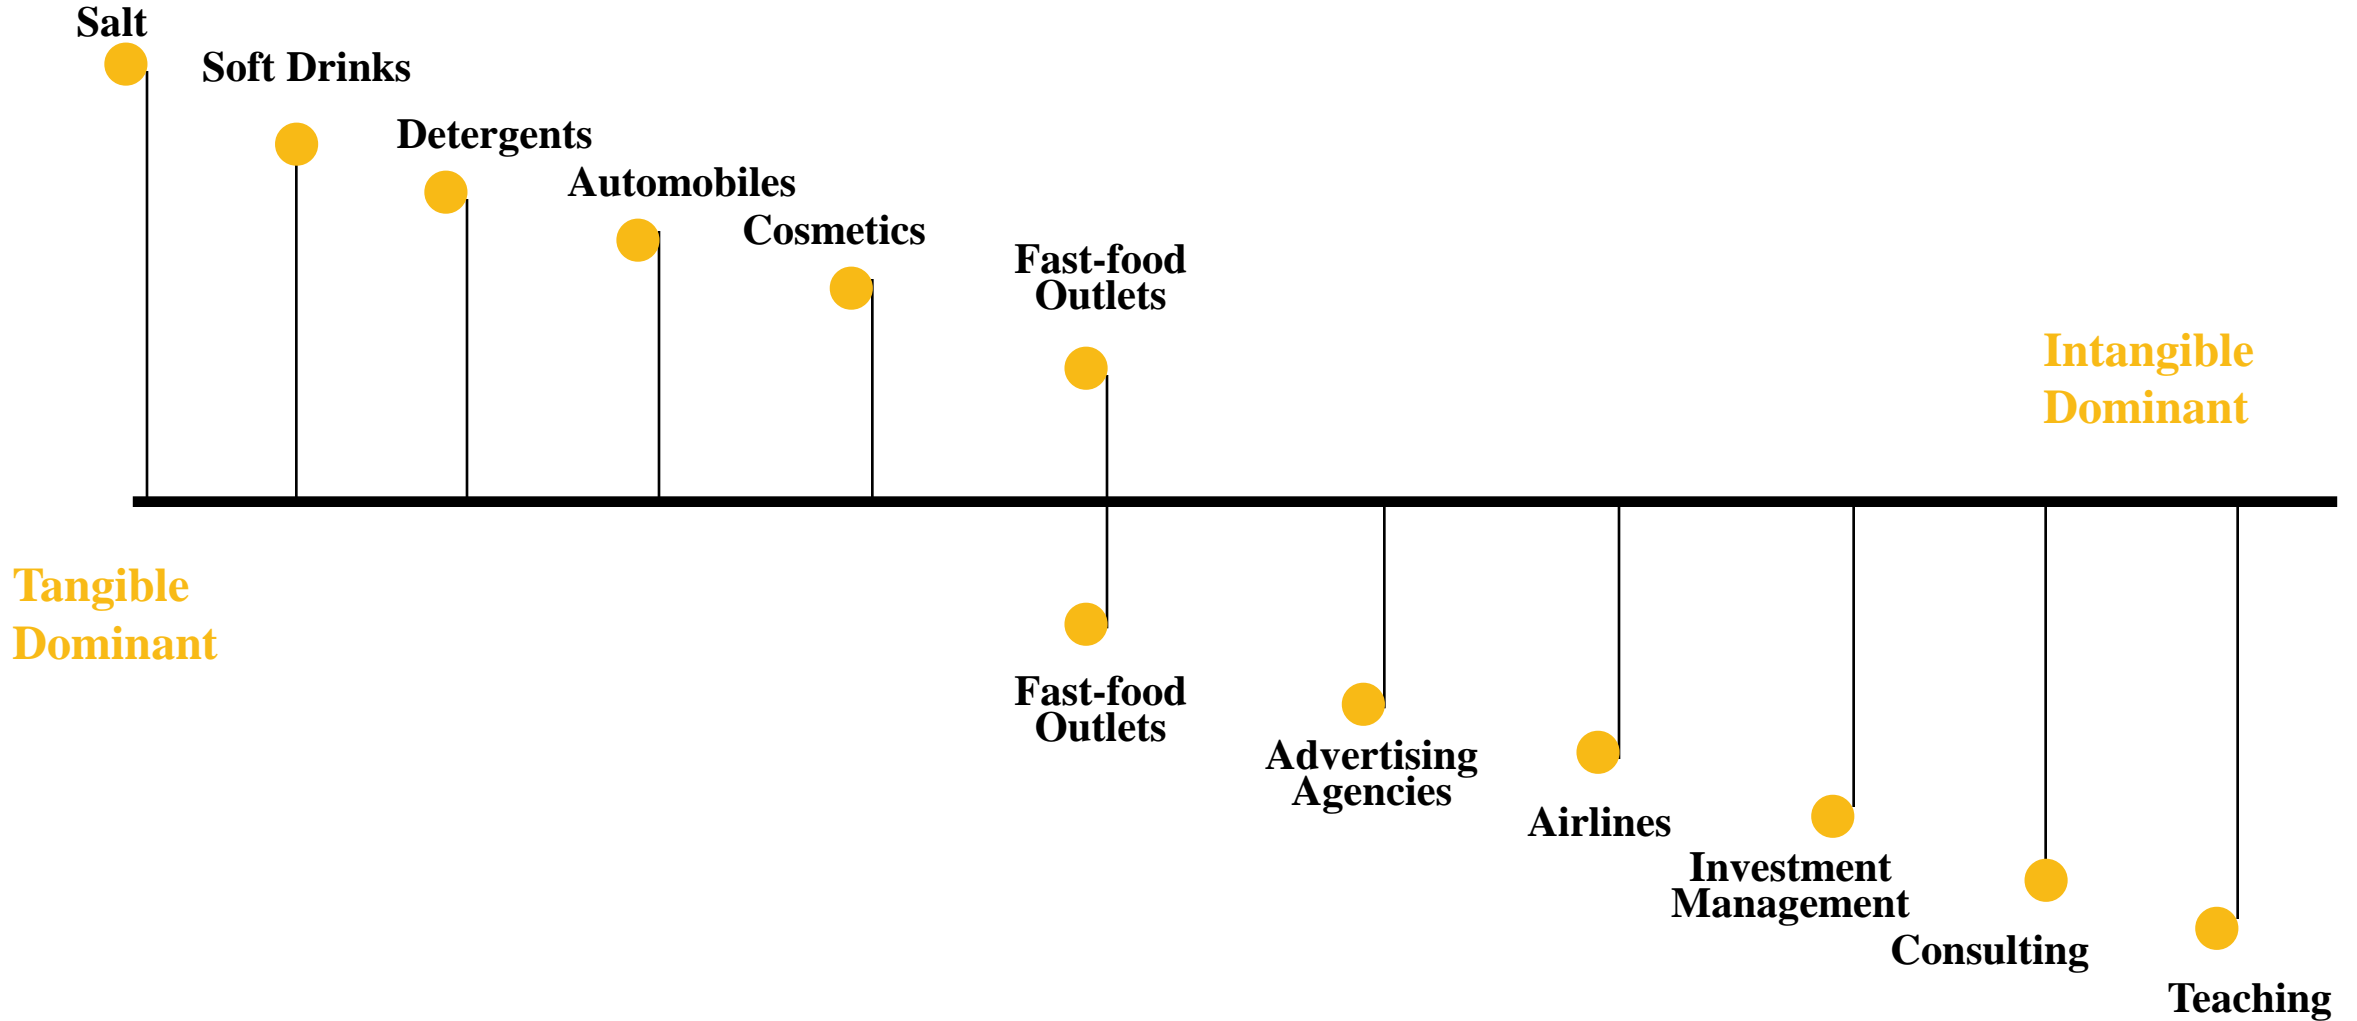 Salt
Soft Drinks
Detergents
Automobiles
Cosmetics
Fast-food
Outlets
Intangible
Dominant
Tangible
Dominant
Fast-food
Outlets
Advertising
Agencies
Airlines
Investment
Management
Consulting
Teaching